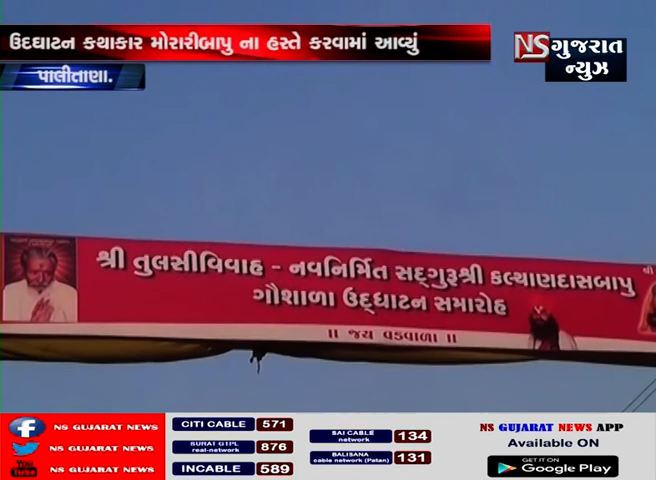 ઉદઘાટન કથાકાર મોરારીબાપુ ના હસ્તે કરવામાં આવ્યું
પાલીતાણા.
NS ગુજરાત
ન્યુઝ
શ્રી તુલસીવિવાહ - નવનિર્મિત સદ્ગુરૂશ્રી કલ્યાણદાસબાપુ
ગૌશાળા ઉદ્ઘાટન સમારોહ
॥ જય વડવાળા ॥
NS GUJARAT NEWS
NS GUJARAT NEWS
NS GUJARAT NEWS
CITI CABLE 571
SURAT GTPL
real-network 876
INCABLE 589
SAI CABLE
network 134
BALISANA
cable network (Patan) 131
NS GUJARAT NEWS APP
Available ON
GET IT ON
Google Play